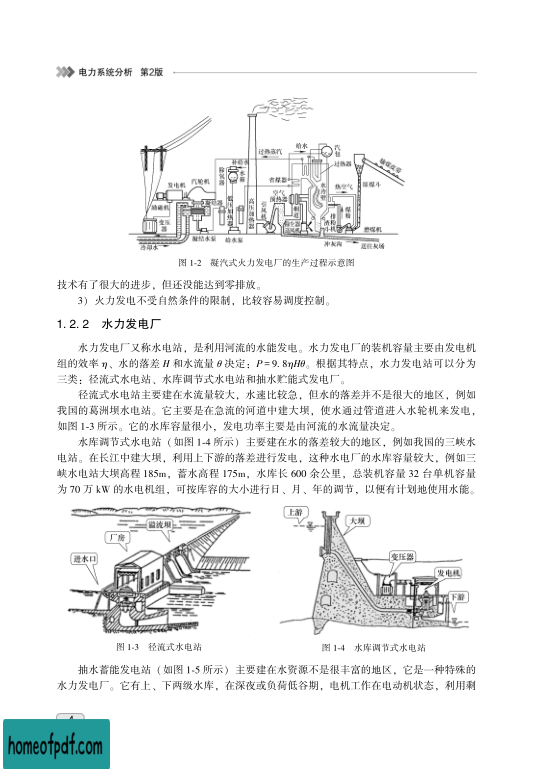 电力系统分析 第2版
给水
汽包
过热蒸汽
补给水
过热器
输煤皮带
除氧器
水箱
省煤器
发电机
汽轮机
水冷壁
热空气
原煤斗
空气预热器
励磁机
凝汽器
低压加热器
高压加热器
引风机
排粉机
煤粉
变压器
磨煤机
冷却水
凝结水泵
给水泵
冲灰沟
送往灰场
图 1-2 凝汽式火力发电厂的生产过程示意图
技术有了很大的进步，但还没能达到零排放。
3）火力发电不受自然条件的限制，比较容易调度控制。
1. 2. 2 水力发电厂
水力发电厂又称水电站，是利用河流的水能发电。水力发电厂的装机容量主要由发电机
组的效率 η、水的落差 H 和水流量 θ 决定：P = 9. 8ηHθ。根据其特点，水力发电站可以分为
三类：径流式水电站、水库调节式水电站和抽水贮能式发电厂。
径流式水电站主要建在水流量较大，水速比较急，但水的落差并不是很大的地区，例如
我国的葛洲坝水电站。它主要是在急流的河道中建大坝，使水通过管道进入水轮机来发电，
如图 1-3 所示。它的水库容量很小，发电功率主要是由河流的水流量决定。
水库调节式水电站（如图 1-4 所示）主要建在水的落差较大的地区，例如我国的三峡水
电站。在长江中建大坝，利用上下游的落差进行发电，这种水电厂的水库容量较大，例如三
峡水电站大坝高程 185m，蓄水高程 175m，水库长 600 余公里，总装机容量 32 台单机容量
为 70 万 kW 的水电机组，可按库容的大小进行日、月、年的调节，以便有计划地使用水能。
溢流坝
厂房
进水口
上游
大坝
变压器
发电机
下游
图 1-3 径流式水电站
图 1-4 水库调节式水电站
抽水蓄能发电站（如图 1-5 所示）主要建在水资源不是很丰富的地区，它是一种特殊的
水力发电厂。它有上、下两级水库，在深夜或负荷低谷期，电机工作在电动机状态，利用剩
4
homeofpdf.com